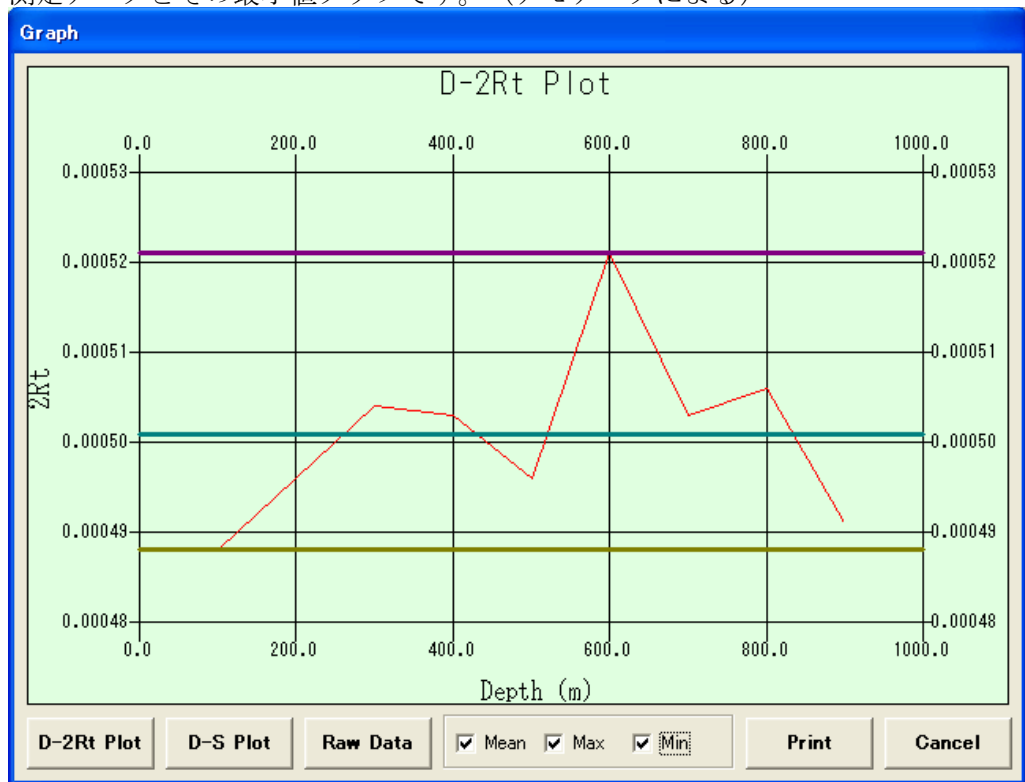 Graph
D-2Rt Plot
0.0 200.0 400.0 600.0 800.0 1000.0
0.00053 0.00053
0.00052 0.00052
0.00051 0.00051
2Rt
0.00050 0.00050
0.00049 0.00049
0.00048 0.00048
0.0 200.0 400.0 600.0 800.0 1000.0
Depth (m)
D-2Rt Plot D-S Plot Raw Data Mean Max Min Print Cancel